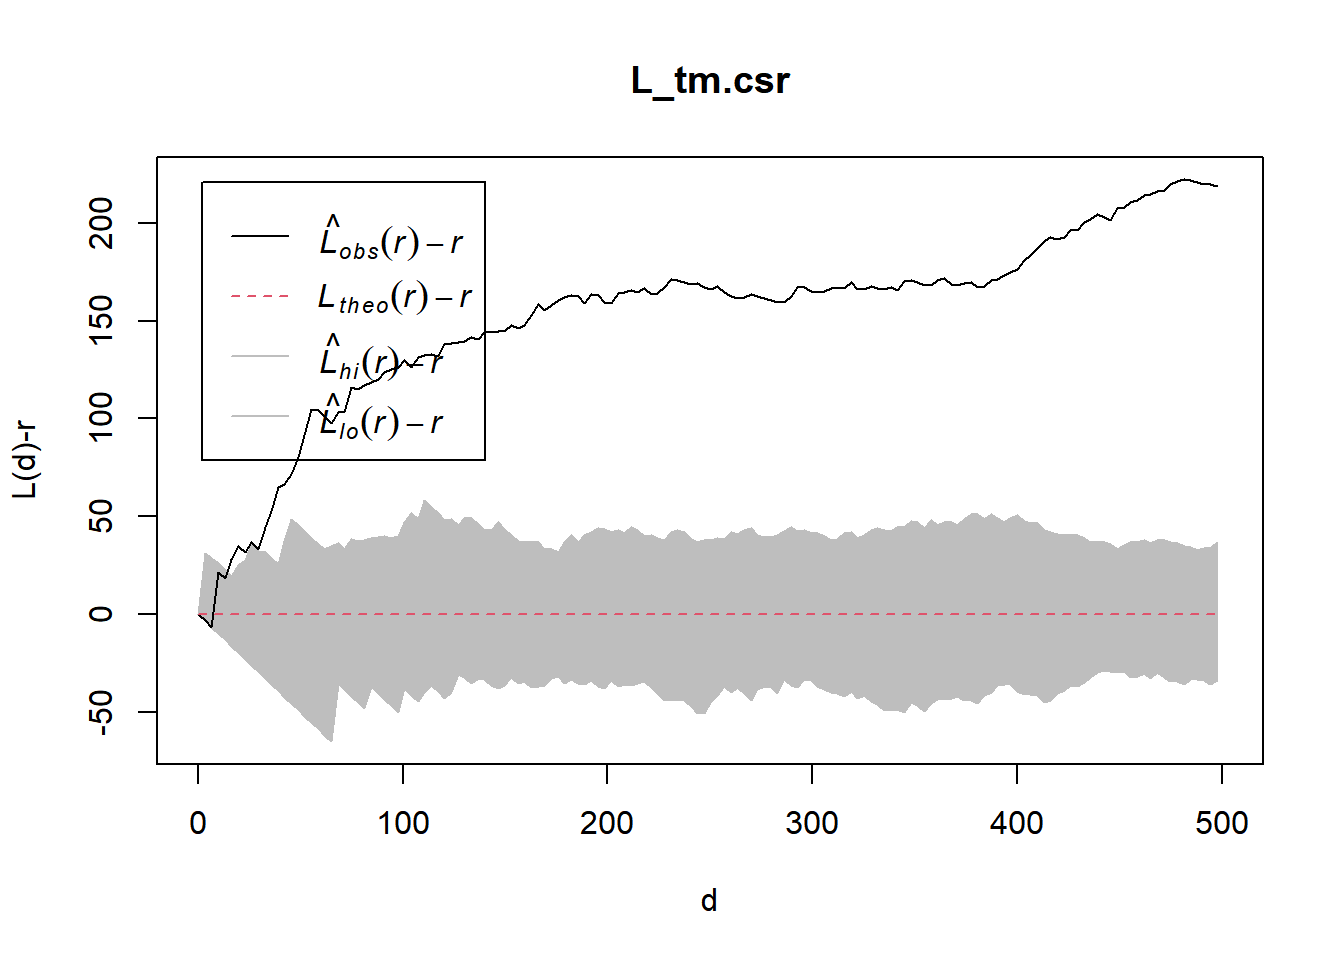 L_tm.csr
L(d)-r
200
150
100
50
0
-50
L̂obs(r) – r
Ltheo(r) – r
L̂hi(r) – r
L̂lo(r) – r
0 100 200 300 400 500
d